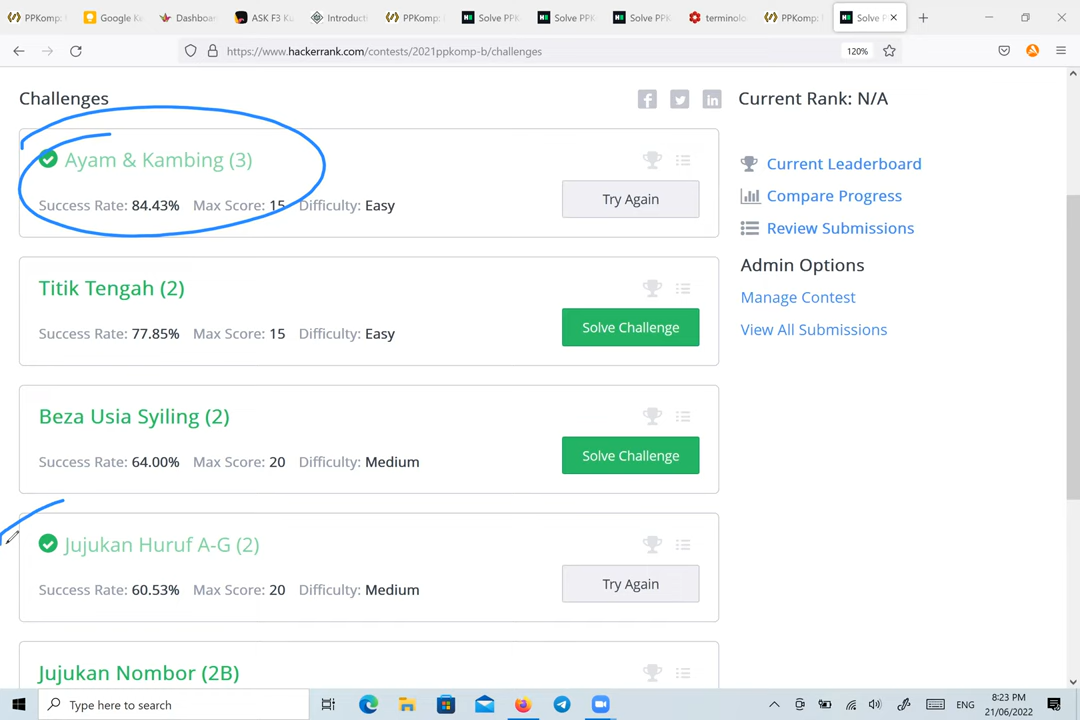 PPKomp:
Google Ke
Dashboar
ASK F3 Ku
Introducti
PPKomp:
Solve PPK
Solve PPK
Solve PPK
terminolo
PPKomp:
Solve P
https://www.hackerrank.com/contests/2021ppkomp-b/challenges
120%
Challenges
Current Rank: N/A
Ayam & Kambing (3)
Success Rate: 84.43% Max Score: 15 Difficulty: Easy
Try Again
Current Leaderboard
Compare Progress
Review Submissions
Admin Options
Manage Contest
View All Submissions
Titik Tengah (2)
Success Rate: 77.85% Max Score: 15 Difficulty: Easy
Solve Challenge
Beza Usia Syiling (2)
Success Rate: 64.00% Max Score: 20 Difficulty: Medium
Solve Challenge
Jujukan Huruf A-G (2)
Success Rate: 60.53% Max Score: 20 Difficulty: Medium
Try Again
Jujukan Nombor (2B)
Type here to search
ENG
8:23 PM
21/06/2022